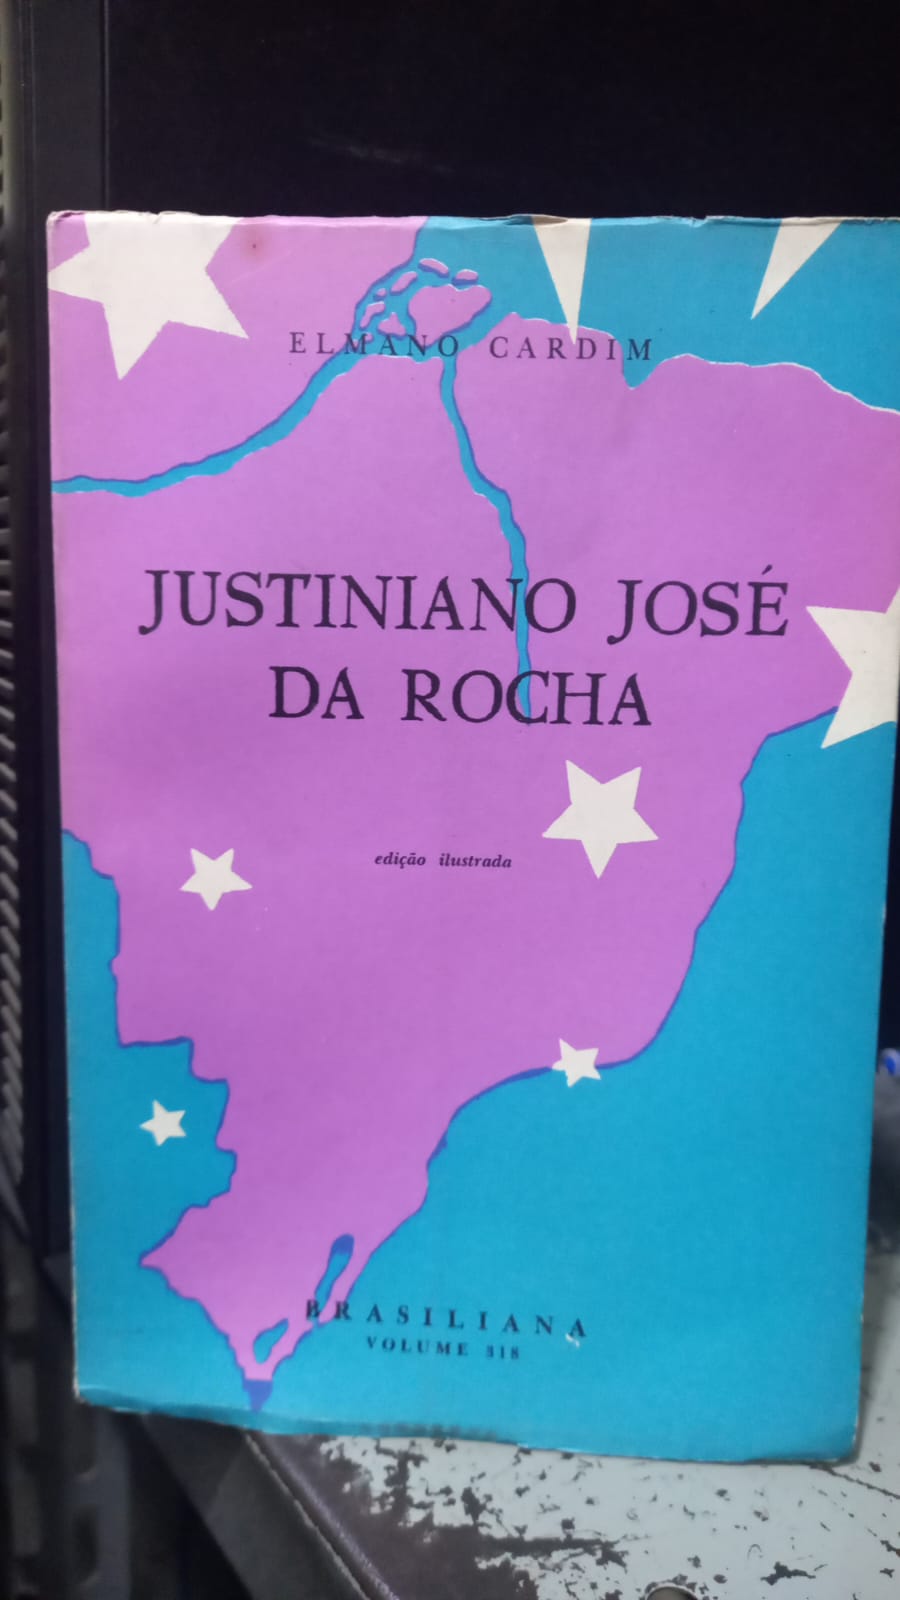 ELMANO CARDIM
JUSTINIANO JOSÉ
DA ROCHA
edição ilustrada
BRASILIANA
VOLUME 318